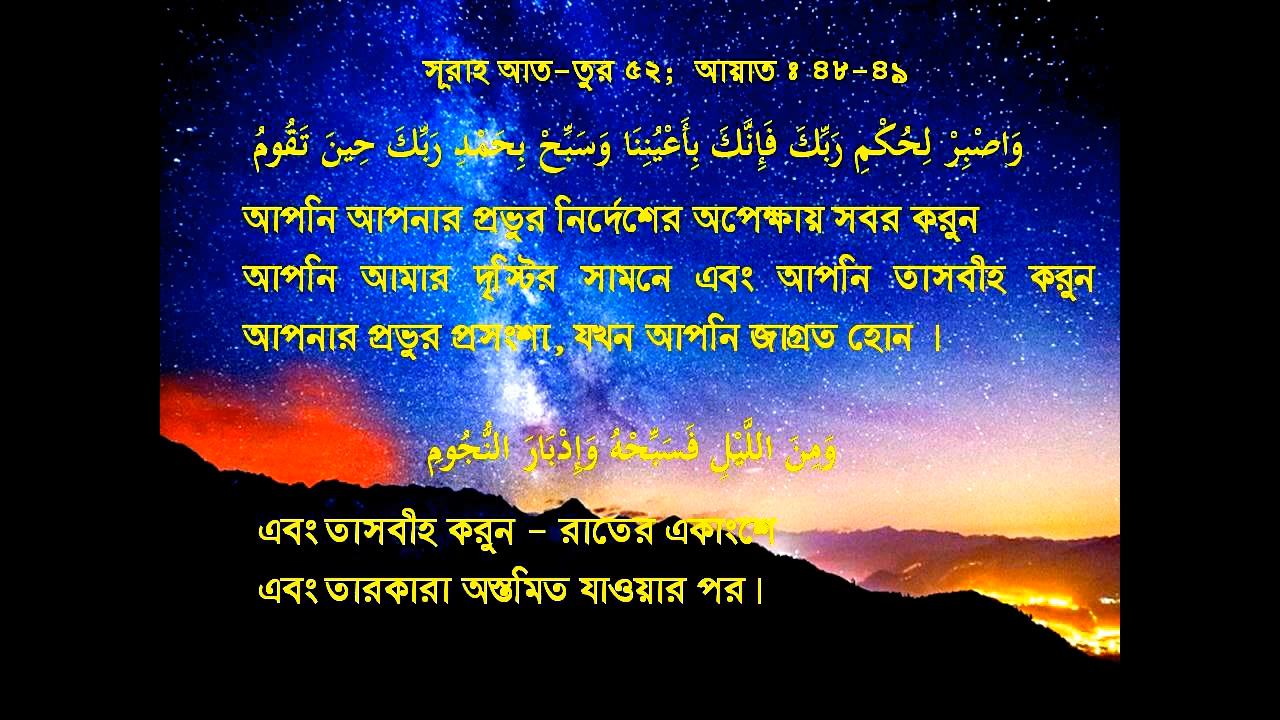 সূরাহ আত-তুর ৫২; আয়াত ঃ ৪৮-৪৯
وَاصْبِرْ لِحُكْمِ رَبِّكَ فَإِنَّكَ بِأَعْيُنِنَا وَسَبِّحْ بِحَمْدِ رَبِّكَ حِينَ تَقُومُ
আপনি আপনার প্রভুর নির্দেশের অপেক্ষায় সবর করুন
আপনি আমার দৃস্টির সামনে এবং আপনি তাসবীহ করুন
আপনার প্রভুর প্রসংশা, যখন আপনি জাগ্রত হোন ।
وَمِنَ اللَّيْلِ فَسَبِّحْهُ وَإِدْبَارَ النُّجُومِ
এবং তাসবীহ করুন - রাতের একাংশে
এবং তারকারা অস্তমিত যাওয়ার পর।